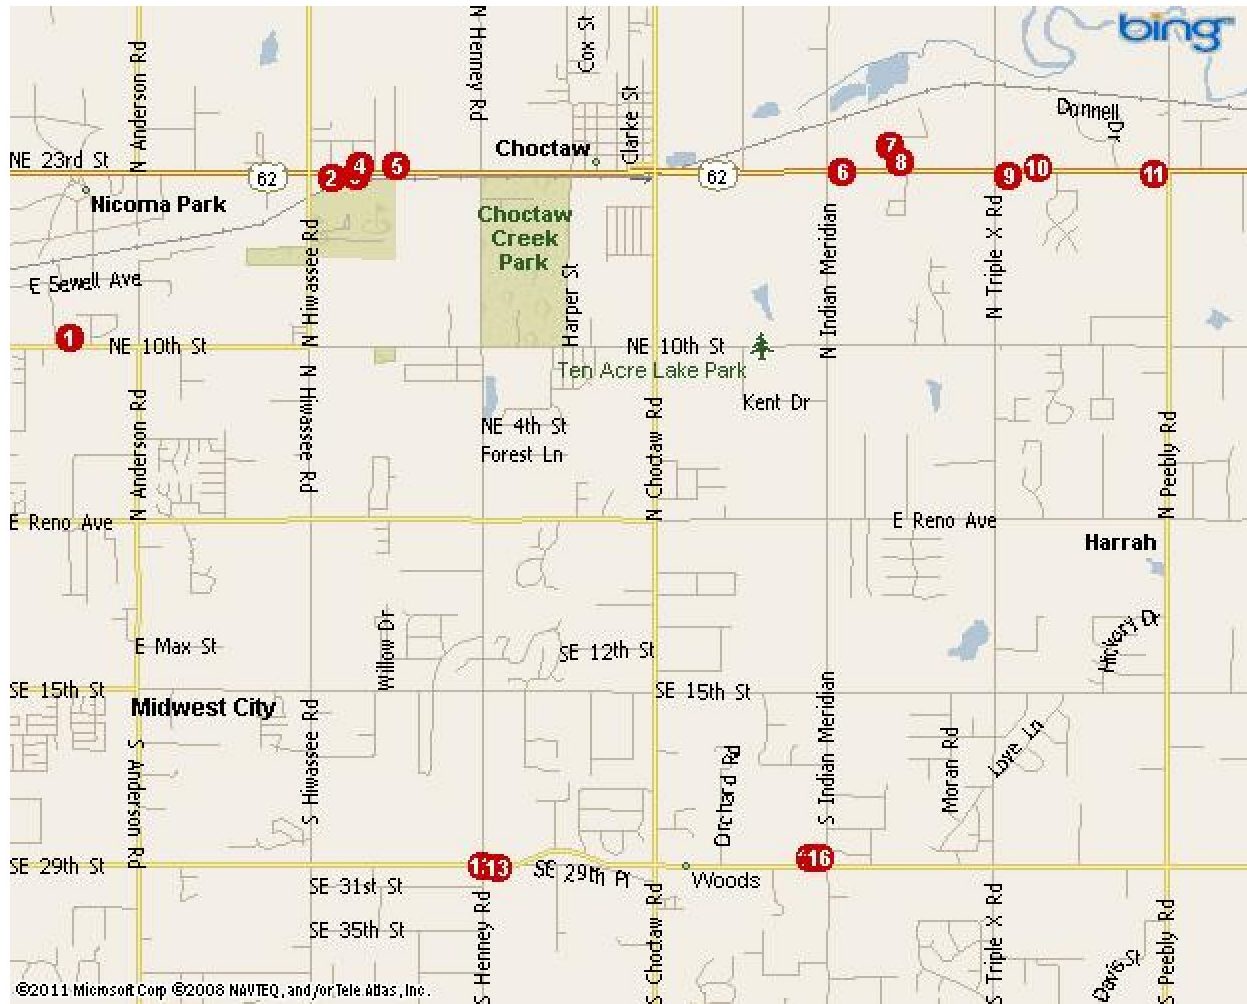 bing
N Anderson Rd
N Henney Rd
Cox St
Clarke St
Donnell Dr
NE 23rd St
Choctaw
62
2
4
5
62
6
7
8
9
10
11
Nicoma Park
Choctaw
Creek
Park
N Hiwassee Rd
Harper St
N Indian Meridian
N Triple X Rd
E Sewell Ave
1
NE 10th St
NE 10th St
Ten Acre Lake Park
Kent Dr
N Anderson Rd
N Hiwassee Rd
NE 4th St
Forest Ln
N Choctaw Rd
N Peebly Rd
E Reno Ave
E Reno Ave
Harrah
Willow Dr
Hickory Dr
E Max St
SE 12th St
SE 15th St
SE 15th St
Midwest City
S Anderson Rd
S Hiwassee Rd
Orchard Rd
S Indian Meridian
Moran Rd
Love Ln
SE 29th St
13
SE 29th Pl
16
Woods
SE 31st St
SE 35th St
S Henney Rd
S Choctaw Rd
S Triple X Rd
Davis St
S Peebly Rd
©2011 Microsoft Corp ©2008 NAVTEQ, and/or Tele Atlas, Inc.